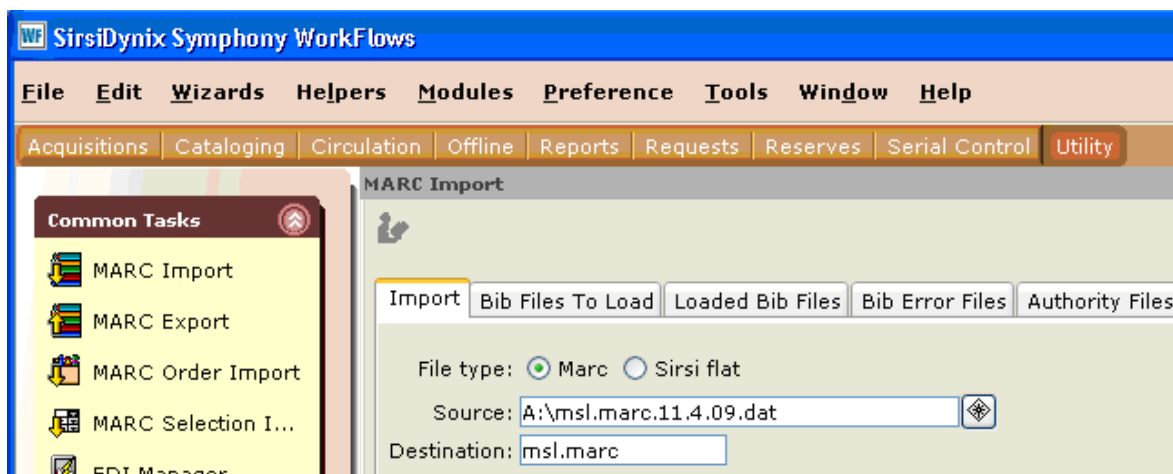 WF SirsiDynix Symphony WorkFlows
File Edit Wizards Helpers Modules Preference Tools Window Help
Acquisitions Cataloging Circulation Offline Reports Requests Reserves Serial Control Utility
MARC Import
Common Tasks
MARC Import
MARC Export
MARC Order Import
MARC Selection I...
EDI Manager
Import Bib Files To Load Loaded Bib Files Bib Error Files Authority Files
File type: Marc Sirsi flat
Source: A:\msl.marc.11.4.09.dat
Destination: msl.marc